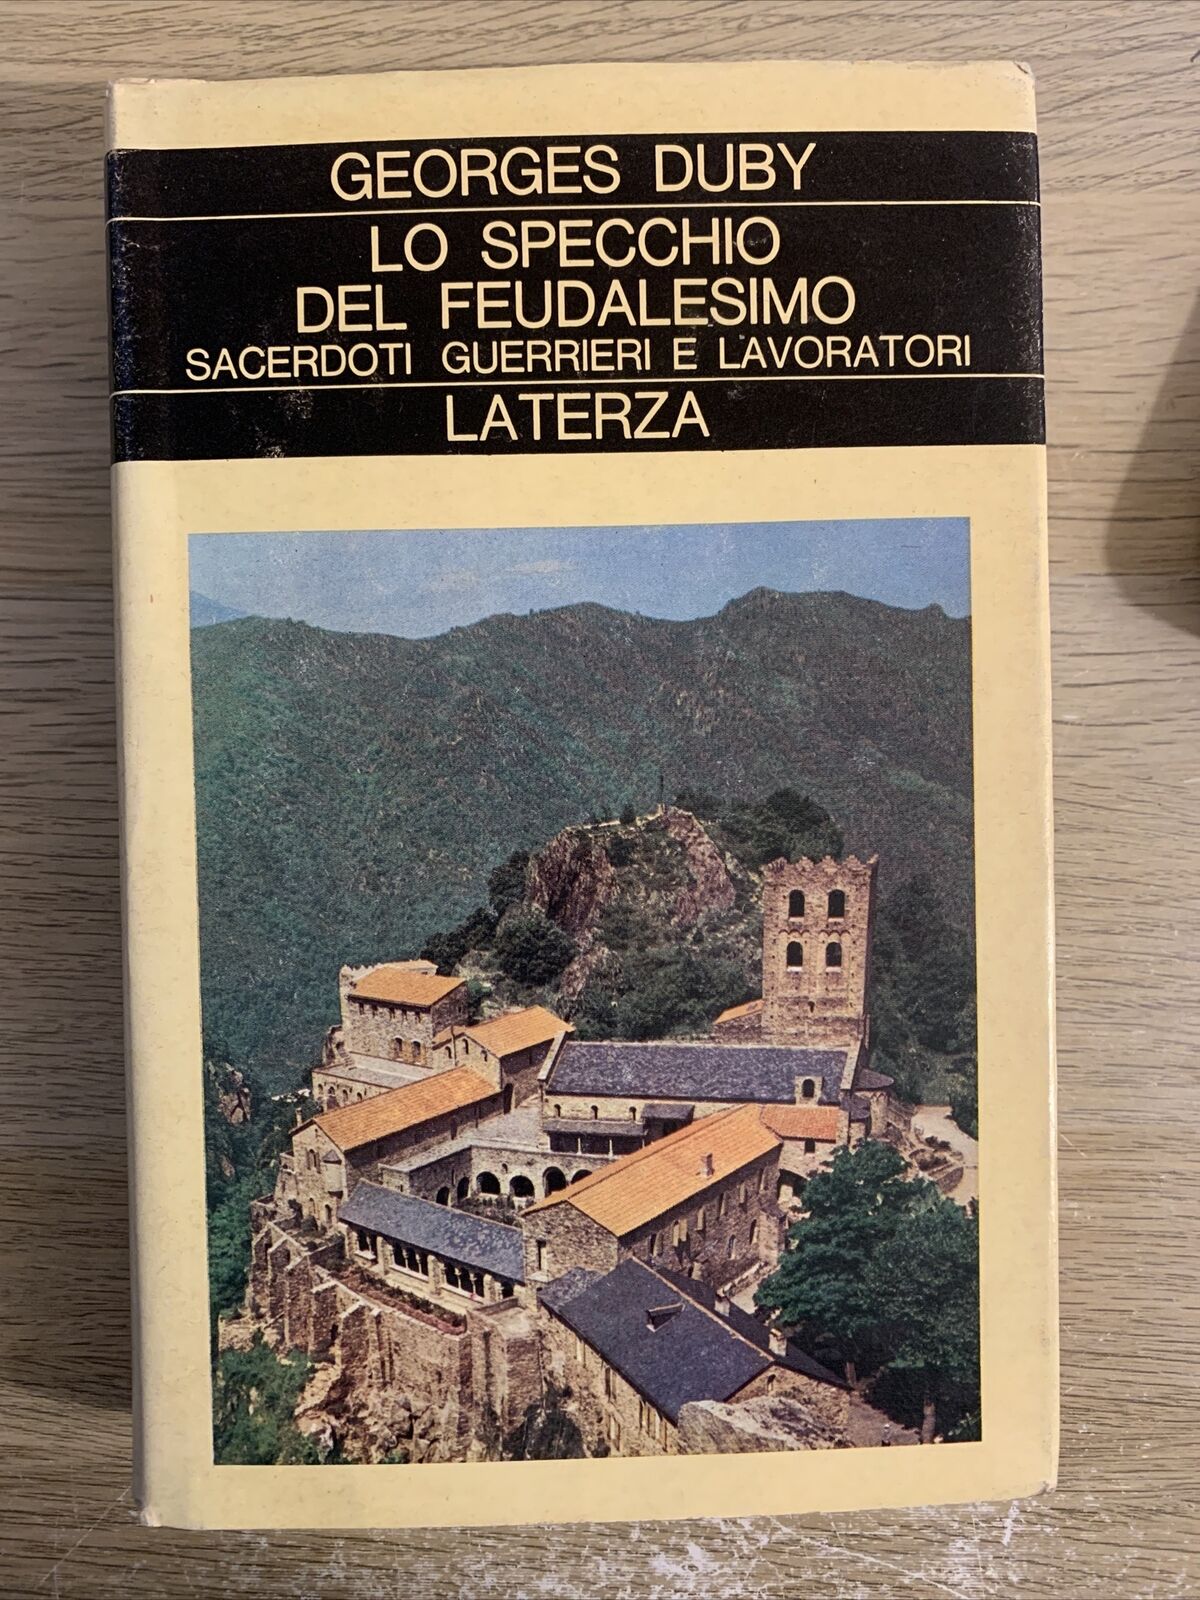 GEORGES DUBY
LO SPECCHIO
DEL FEUDALESIMO
SACERDOTI GUERRIERI E LAVORATORI
LATERZA